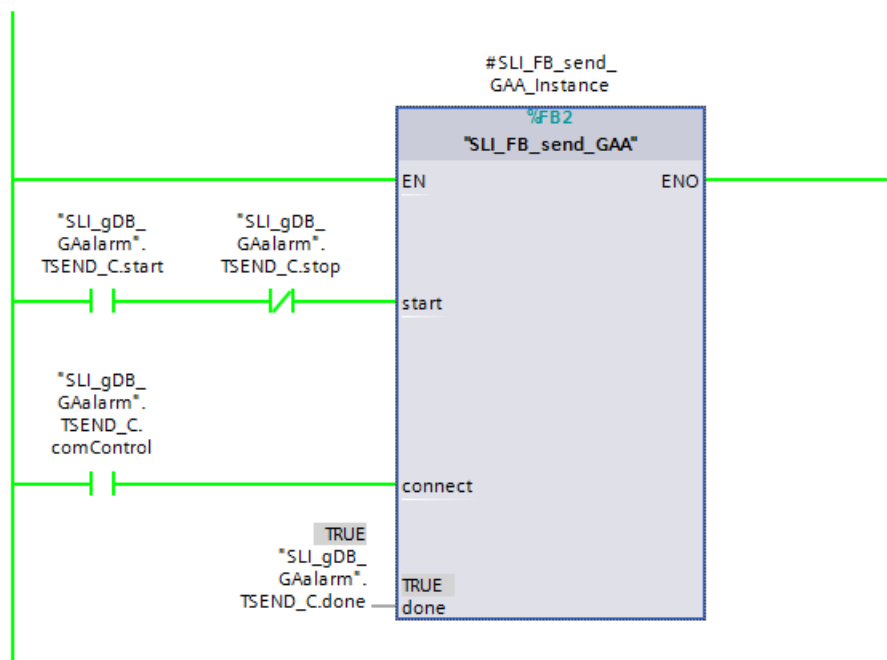 #SLI_FB_send_
GAA_Instance
%FB2
"SLI_FB_send_GAA"
EN
ENO
"SLI_gDB_
GAalarm".
TSEND_C.start
"SLI_gDB_
GAalarm".
TSEND_C.stop
start
"SLI_gDB_
GAalarm".
TSEND_C.
comControl
connect
TRUE
"SLI_gDB_
GAalarm".
TSEND_C.done
TRUE
done